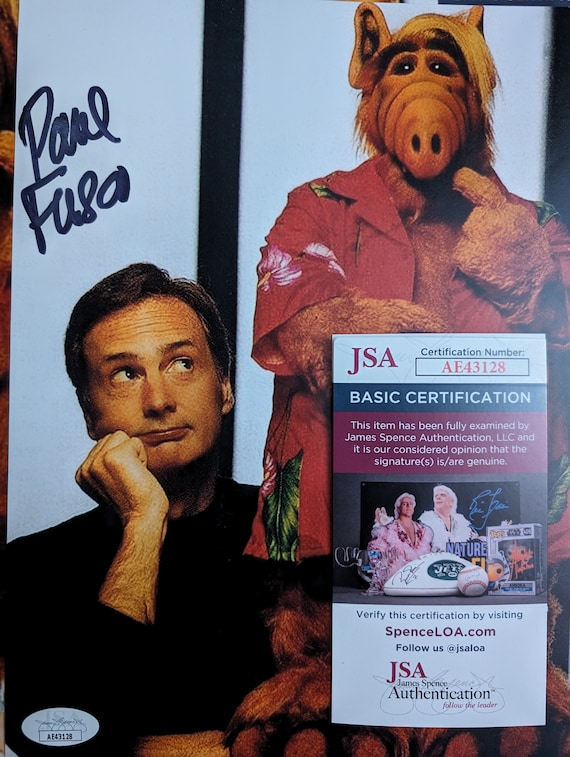 Paul
Fusco
JSA
Certification Number:
AE43128
BASIC CERTIFICATION
This item has been fully examined by
James Spence Authentication, LLC and
it is our considered opinion that the
signature(s) is/are genuine.
NATURE
Verify this certification by visiting
SpenceLOA.com
Follow us @jsaloa
JSA
James Spence
Authentication™
follow the leader
AE43128